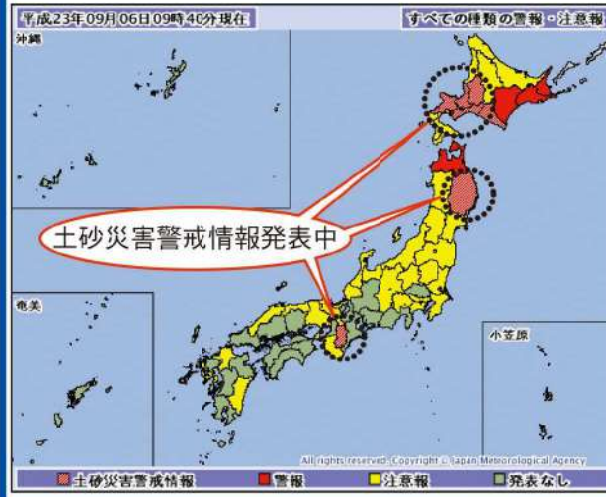 平成23年09月06日09時40分現在
すべての種類の警報・注意報
沖縄
土砂災害警戒情報発表中
奄美
小笠原
All rights reserved. Copyright © Japan Meteorological Agency
土砂災害警戒情報
警報
注意報
発表なし